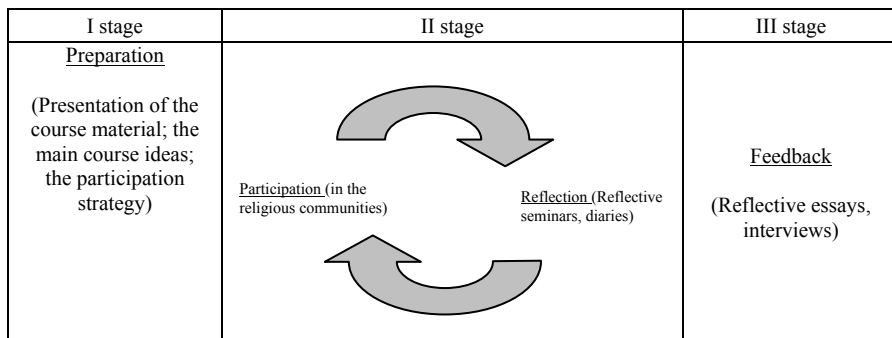 I stage
II stage
III stage
Preparation
(Presentation of the
course material; the
main course ideas;
the participation
strategy)
Participation (in the
religious communities)
Reflection (Reflective
seminars, diaries)
Feedback
(Reflective essays,
interviews)